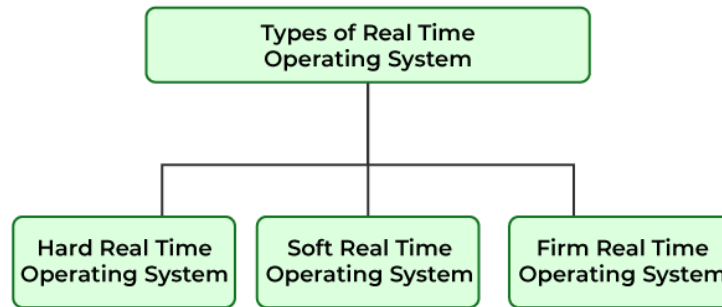 Types of Real Time
Operating System
Hard Real Time
Operating System
Soft Real Time
Operating System
Firm Real Time
Operating System